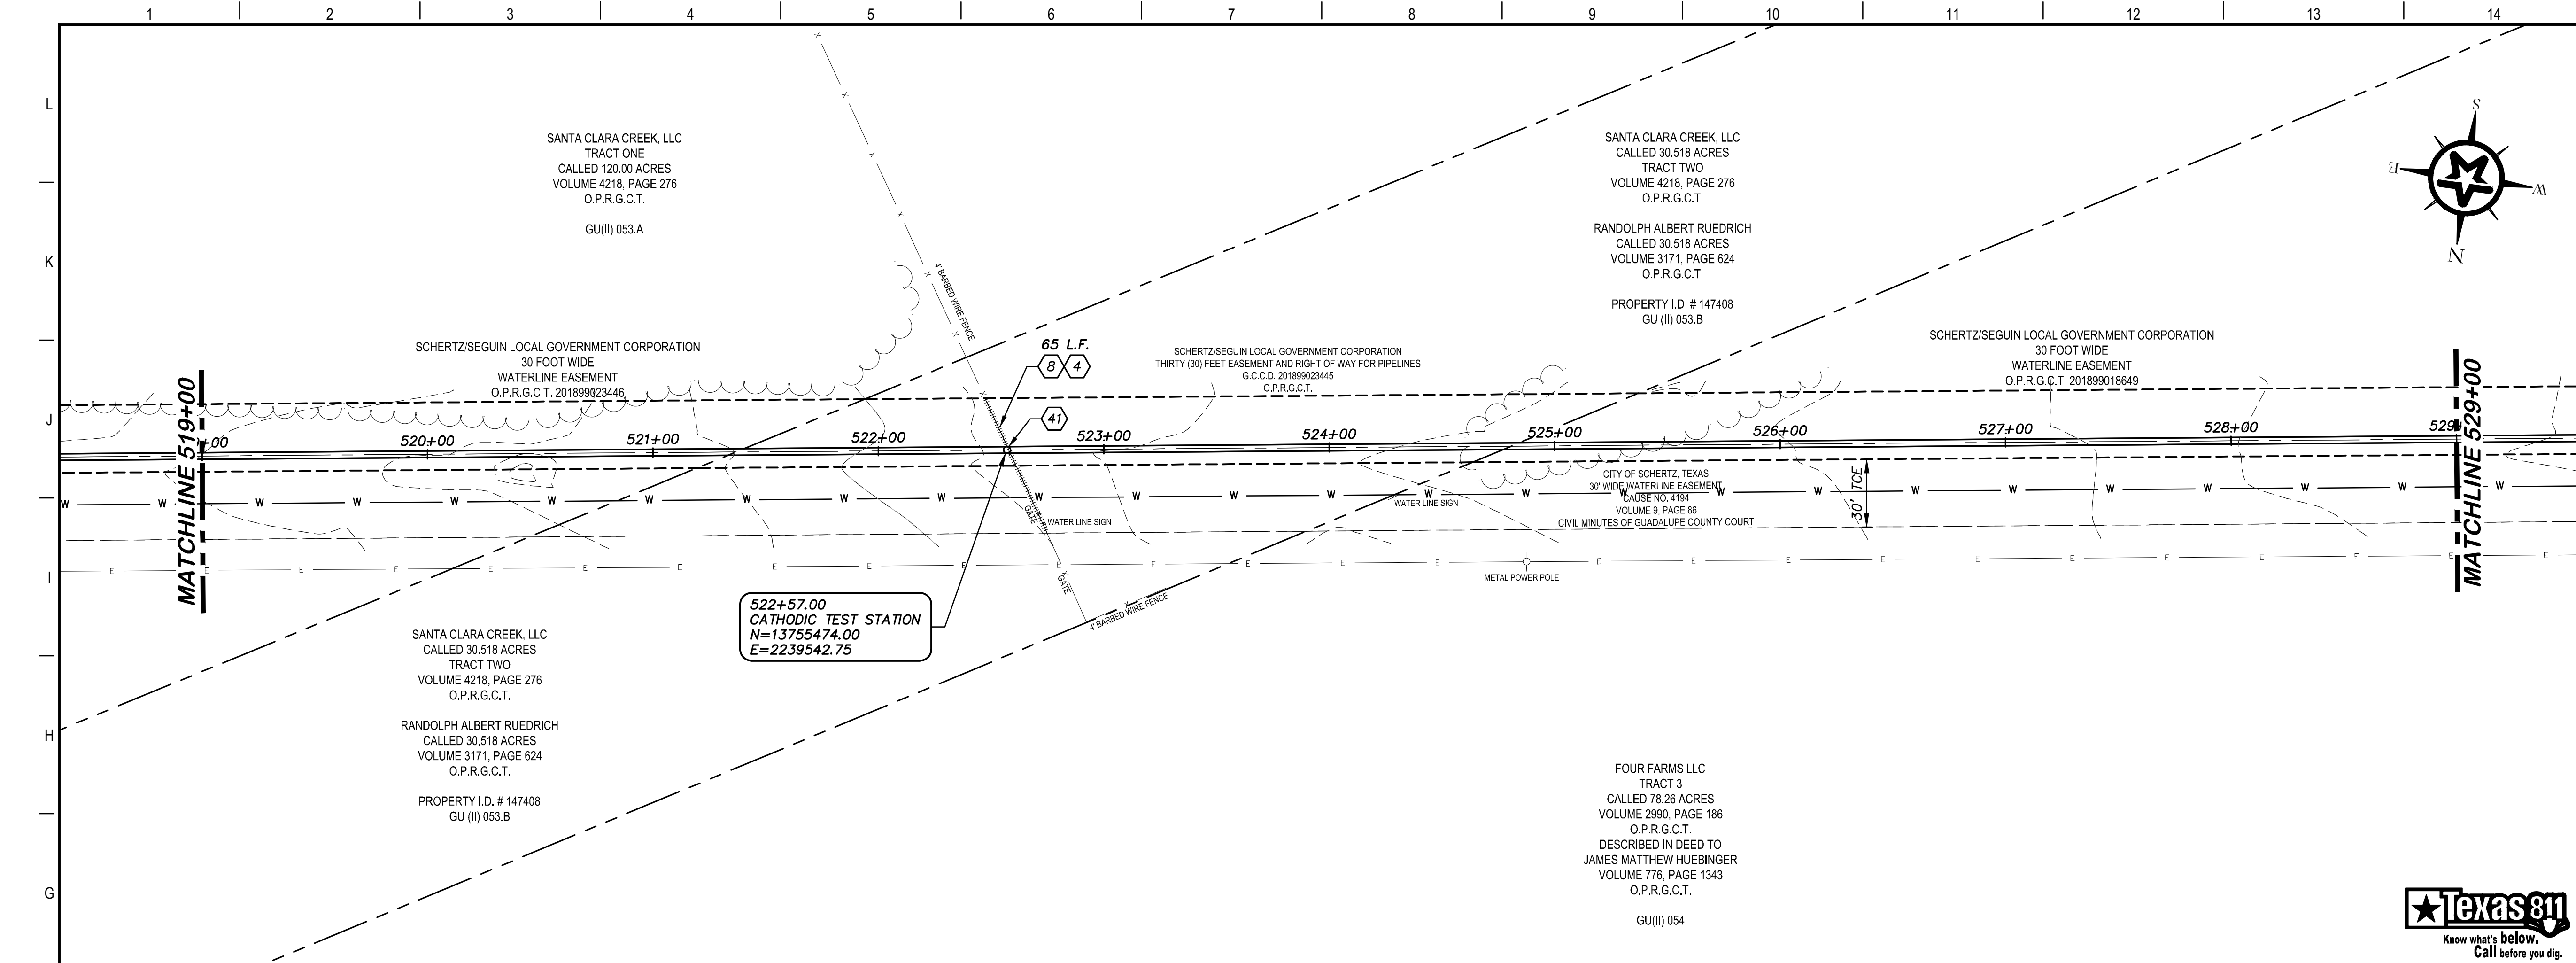 1 2 3 4 5 6 7 8 9 10 11 12 13 14
L
K
J
I
H
G
SANTA CLARA CREEK, LLC
TRACT ONE
CALLED 120.00 ACRES
VOLUME 4218, PAGE 276
O.P.R.G.C.T.
GU(II) 053.A
SANTA CLARA CREEK, LLC
CALLED 30.518 ACRES
TRACT TWO
VOLUME 4218, PAGE 276
O.P.R.G.C.T.
RANDOLPH ALBERT RUEDRICH
CALLED 30.518 ACRES
VOLUME 3171, PAGE 624
O.P.R.G.C.T.
PROPERTY I.D. # 147408
GU (II) 053.B
S
E
W
N
4' BARBED WIRE FENCE
SCHERTZ/SEGUIN LOCAL GOVERNMENT CORPORATION
30 FOOT WIDE
WATERLINE EASEMENT
O.P.R.G.C.T. 201899023446
65 L.F.
8 4
41
SCHERTZ/SEGUIN LOCAL GOVERNMENT CORPORATION
THIRTY (30) FEET EASEMENT AND RIGHT OF WAY FOR PIPELINES
G.C.C.D. 201899023445
O.P.R.G.C.T.
SCHERTZ/SEGUIN LOCAL GOVERNMENT CORPORATION
30 FOOT WIDE
WATERLINE EASEMENT
O.P.R.G.C.T. 201899018649
MATCHLINE 519+00
+00 520+00 521+00 522+00 523+00 524+00 525+00 526+00 527+00 528+00 529
MATCHLINE 529+00
CITY OF SCHERTZ, TEXAS
30' WIDE WATERLINE EASEMENT
CAUSE NO. 4194
VOLUME 9, PAGE 86
CIVIL MINUTES OF GUADALUPE COUNTY COURT
30' TCE
W W W W W W W W W W W W W W W W W W W W W W W W W W
GATE
WATER LINE SIGN
WATER LINE SIGN
E E E E E E E E E E E E E E E E E E E E E E E E E E
METAL POWER POLE
GATE
4' BARBED WIRE FENCE
522+57.00
CATHODIC TEST STATION
N=13755474.00
E=2239542.75
SANTA CLARA CREEK, LLC
CALLED 30.518 ACRES
TRACT TWO
VOLUME 4218, PAGE 276
O.P.R.G.C.T.
RANDOLPH ALBERT RUEDRICH
CALLED 30.518 ACRES
VOLUME 3171, PAGE 624
O.P.R.G.C.T.
PROPERTY I.D. # 147408
GU (II) 053.B
FOUR FARMS LLC
TRACT 3
CALLED 78.26 ACRES
VOLUME 2990, PAGE 186
O.P.R.G.C.T.
DESCRIBED IN DEED TO
JAMES MATTHEW HUEBINGER
VOLUME 776, PAGE 1343
O.P.R.G.C.T.
GU(II) 054
Texas811
Know what's below.
Call before you dig.